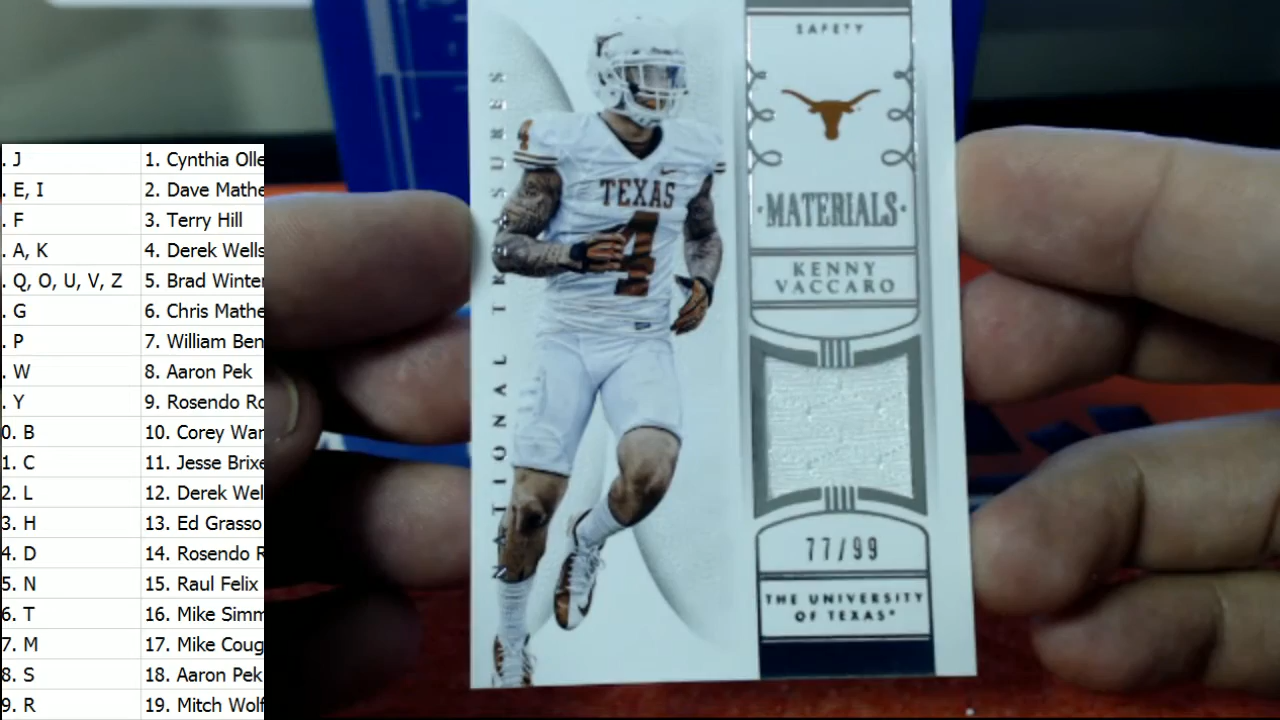 . J 1. Cynthia Olle
. E, I 2. Dave Mathe
. F 3. Terry Hill
. A, K 4. Derek Wells
. Q, O, U, V, Z 5. Brad Winter
. G 6. Chris Mathe
. P 7. William Ben
. W 8. Aaron Pek
. Y 9. Rosendo Ro
0. B 10. Corey War
1. C 11. Jesse Brixe
2. L 12. Derek Wel
3. H 13. Ed Grasso
4. D 14. Rosendo R
5. N 15. Raul Felix
6. T 16. Mike Simm
7. M 17. Mike Coug
8. S 18. Aaron Pek
9. R 19. Mitch Wolf
NATIONAL TREASURES
4
TEXAS
4
SAFETY
·MATERIALS·
KENNY
VACCARO
77/99
THE UNIVERSITY
OF TEXAS®